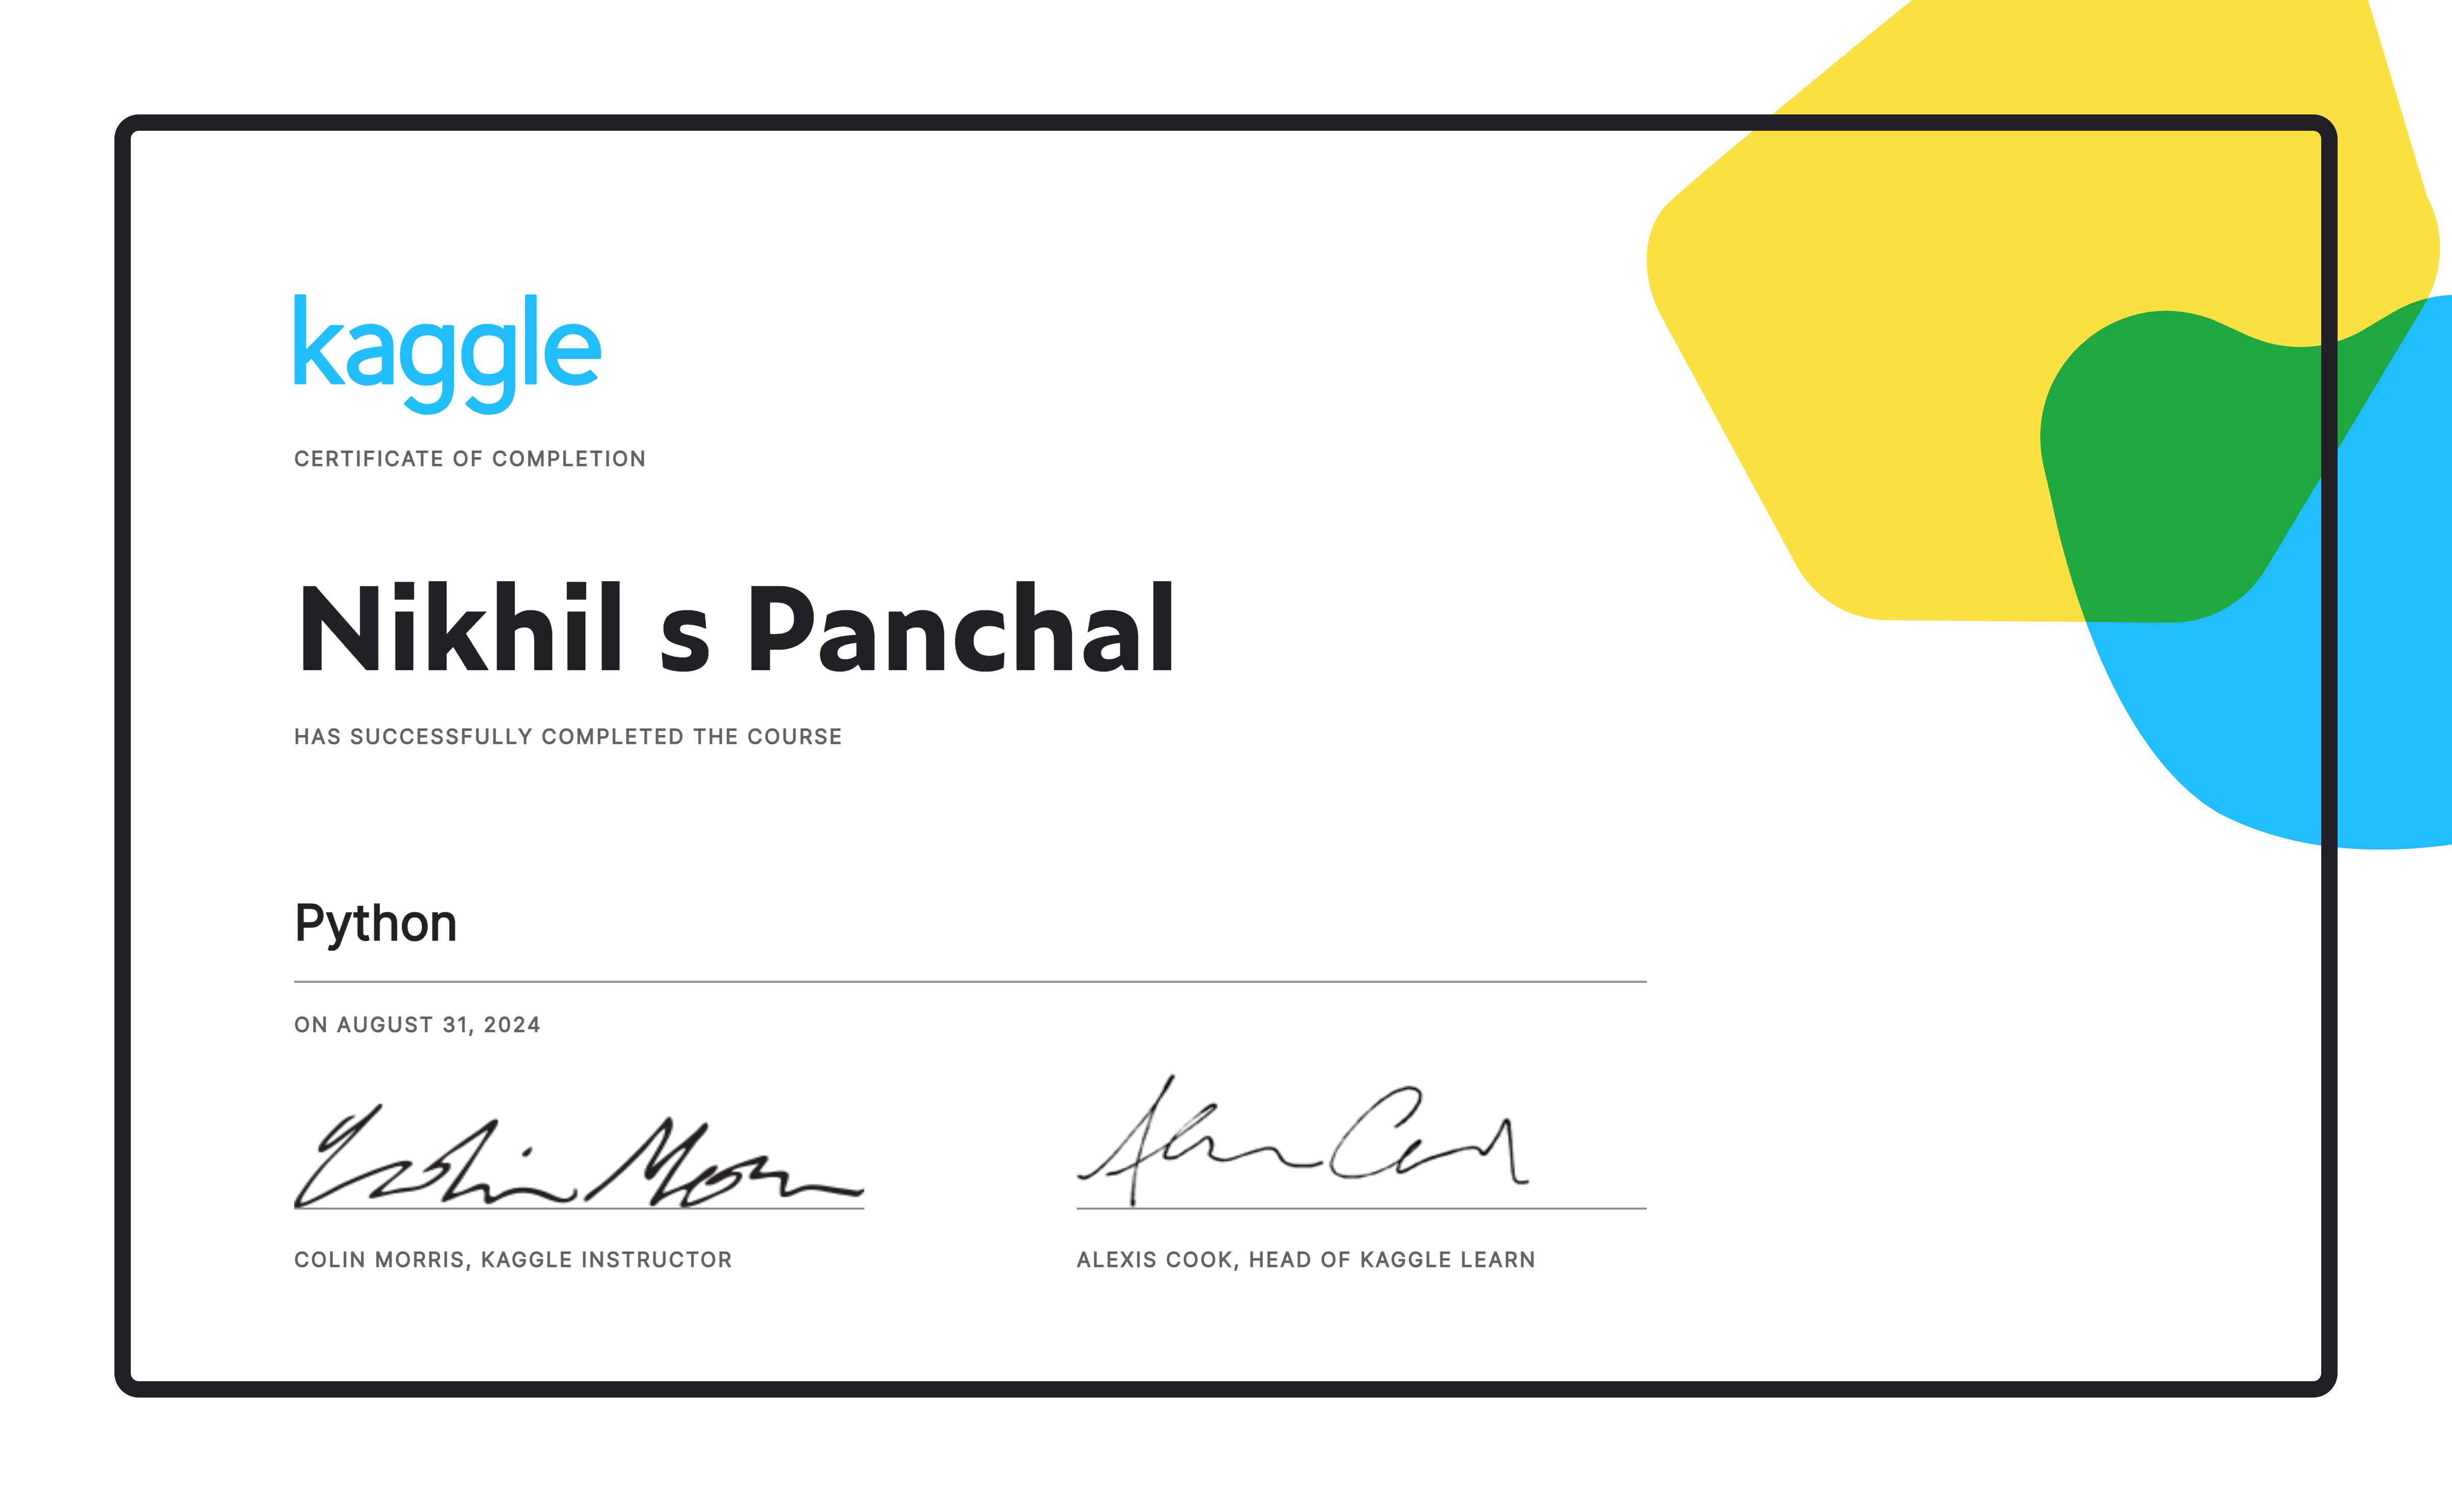 kaggle
CERTIFICATE OF COMPLETION
Nikhil s Panchal
HAS SUCCESSFULLY COMPLETED THE COURSE
Python
ON AUGUST 31, 2024
COLIN MORRIS, KAGGLE INSTRUCTOR
ALEXIS COOK, HEAD OF KAGGLE LEARN